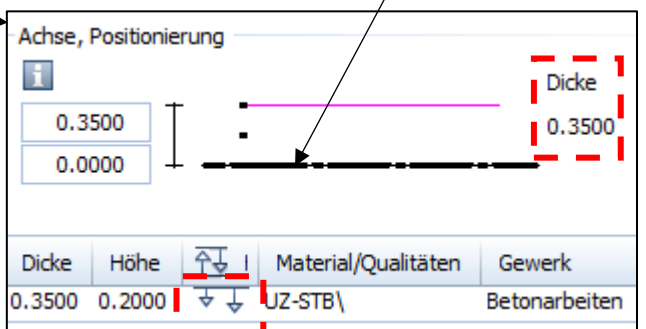 Achse, Positionierung
i
Dicke
0.3500
0.3500
0.0000
Dicke Höhe Material/Qualitäten Gewerk
0.3500 0.2000 UZ-STB\ Betonarbeiten